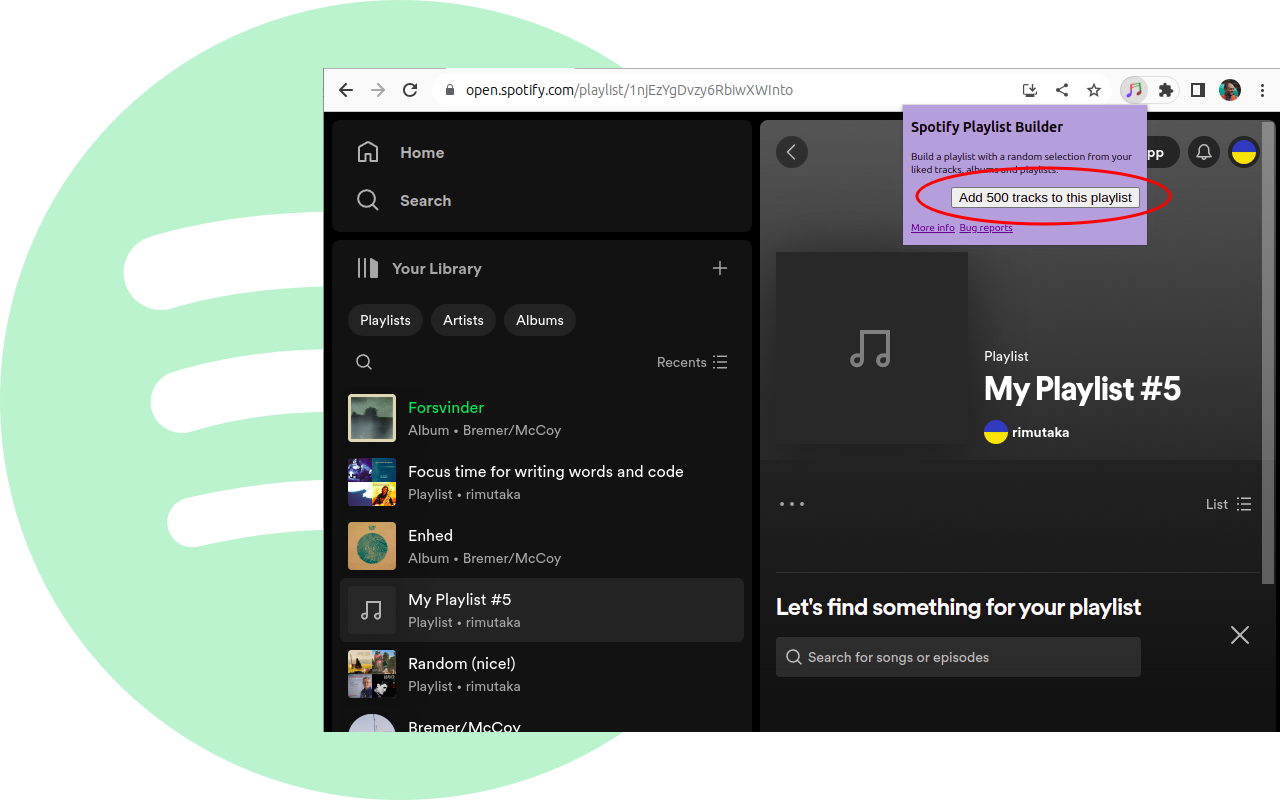 open.spotify.com/playlist/1nJEzYgDvzy6RbiwXWInto
Spotify Playlist Builder
Build a playlist with a random selection from your
liked tracks, albums and playlists.
Add 500 tracks to this playlist
More info Bug reports
Home
Search
Your Library
Playlists
Artists
Albums
Recents
Forsvinder
Album • Bremer/McCoy
Focus time for writing words and code
Playlist • rimutaka
Enhed
Album • Bremer/McCoy
My Playlist #5
Playlist • rimutaka
Random (nice!)
Playlist • rimutaka
Bremer/McCoy
pp
Playlist
My Playlist #5
rimutaka
List
Let's find something for your playlist
Search for songs or episodes